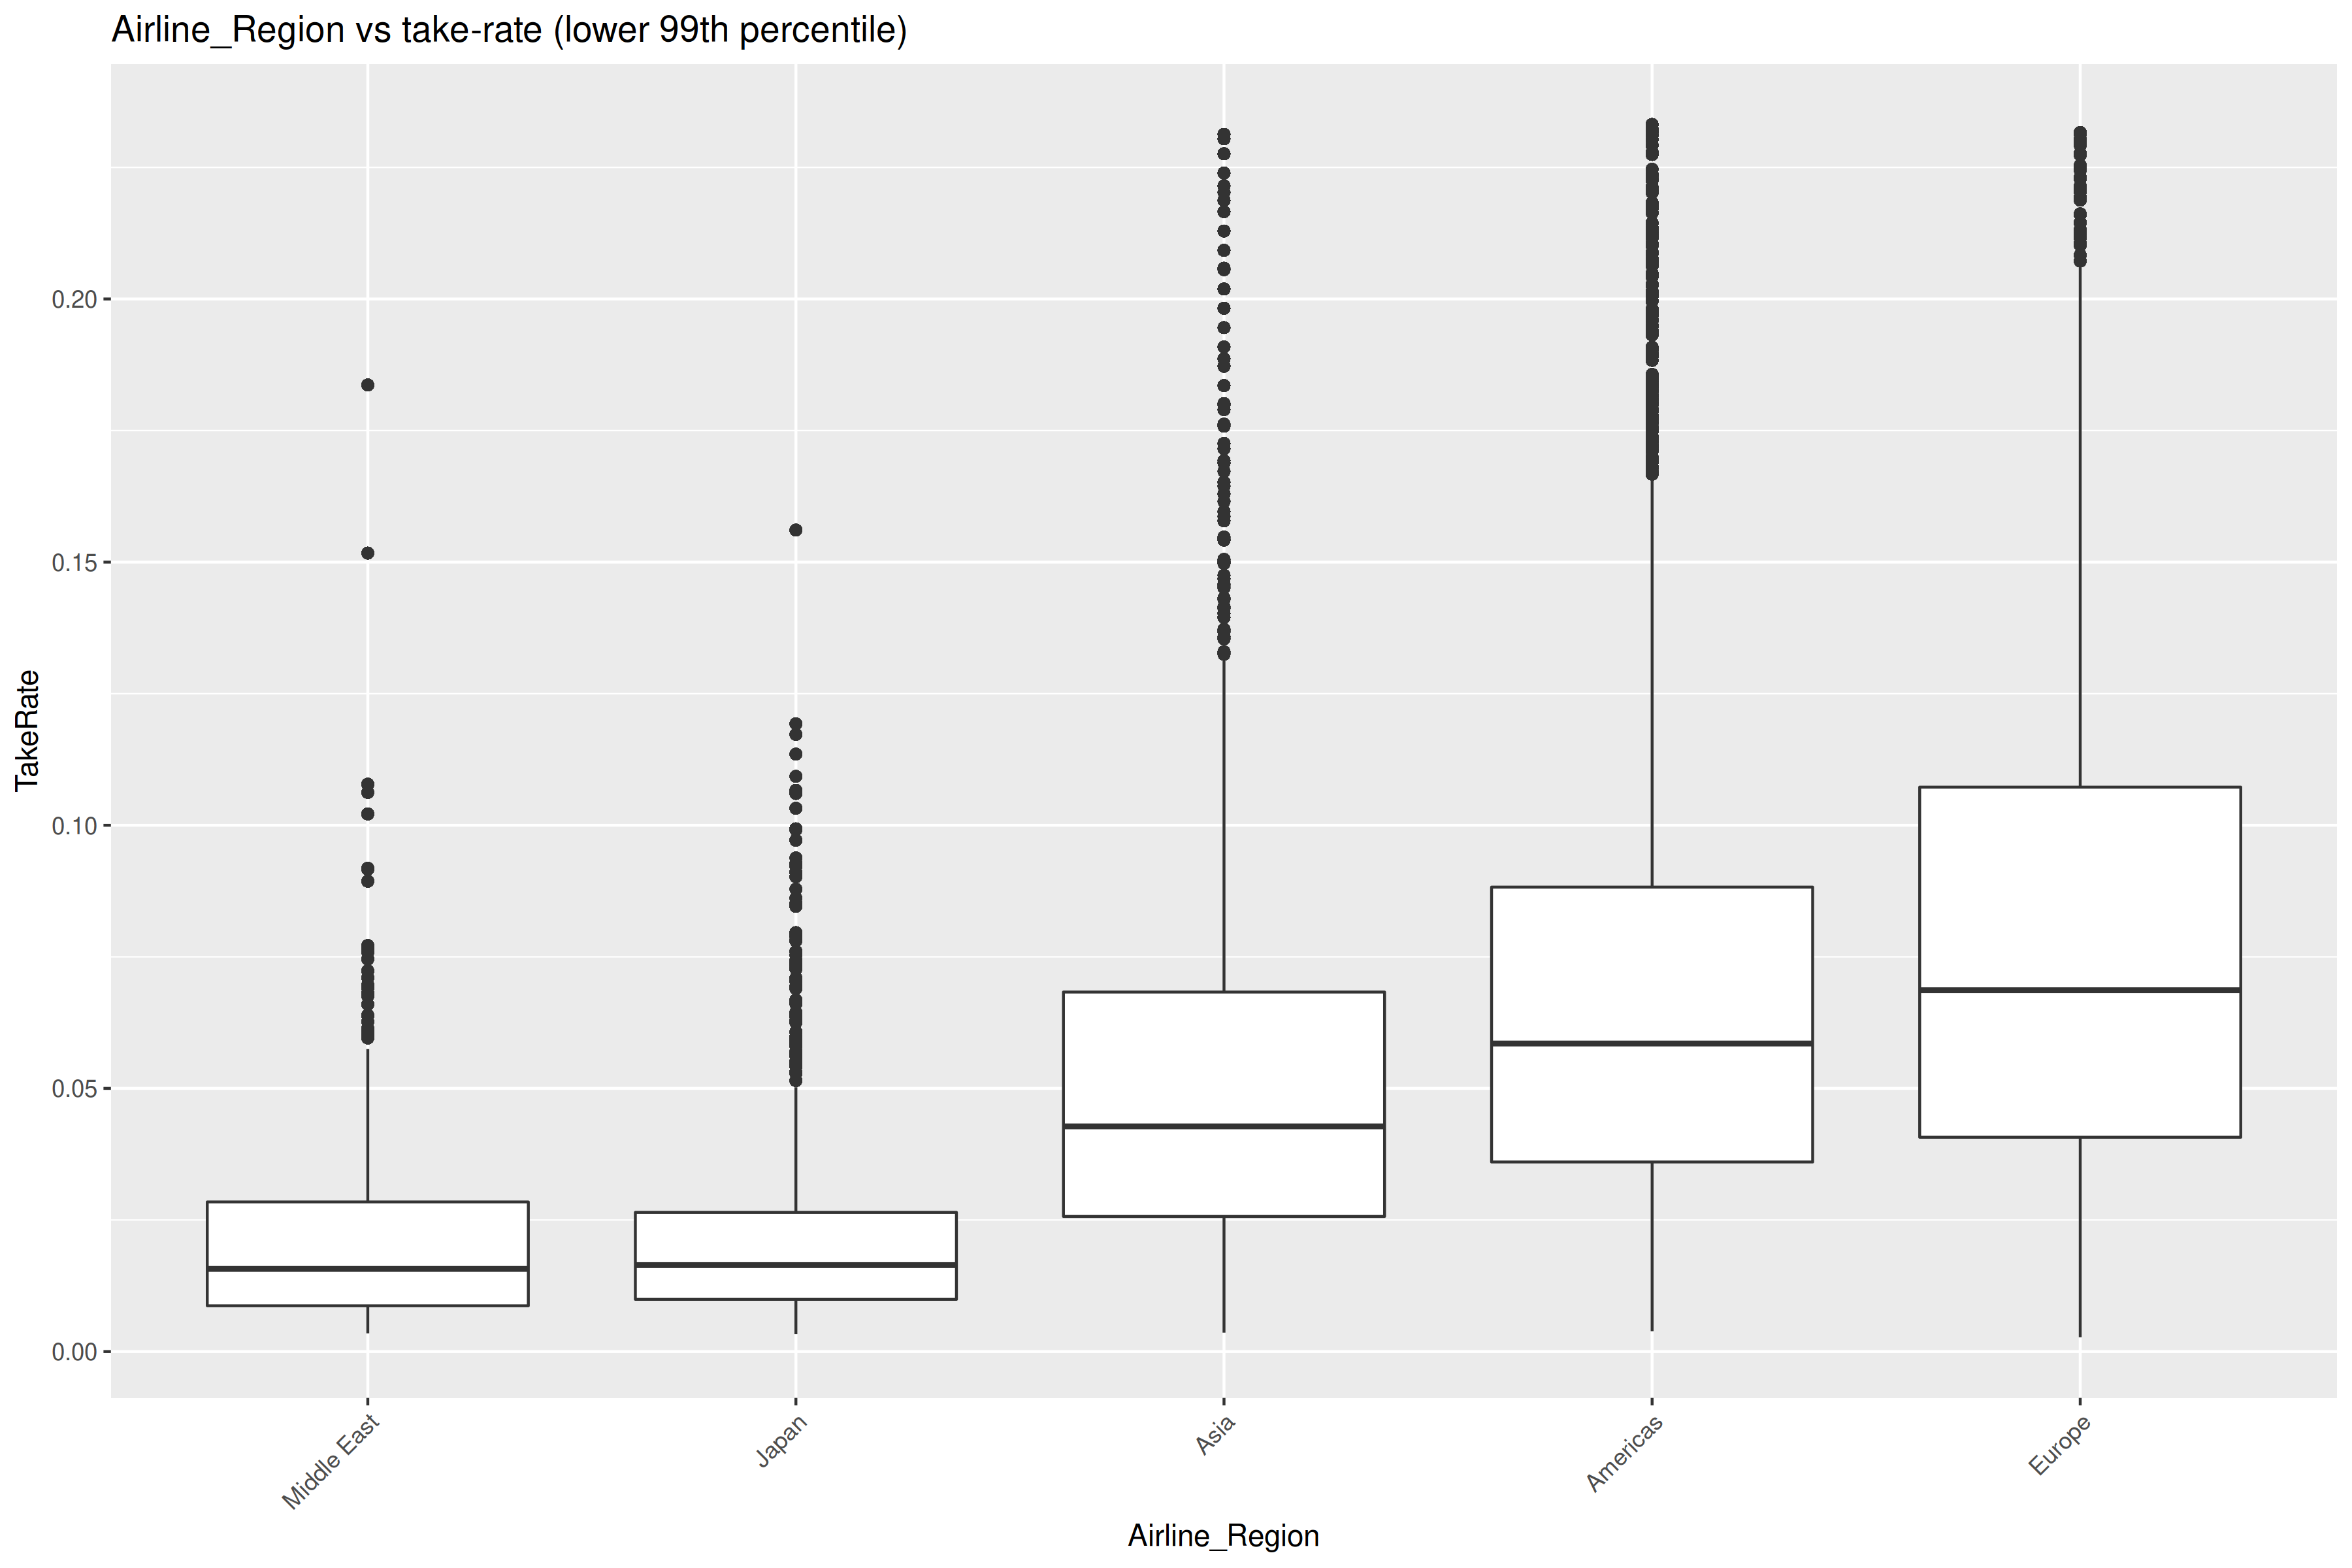 Airline_Region vs take-rate (lower 99th percentile)
TakeRate
0.20
0.15
0.10
0.05
0.00
Middle East
Japan
Asia
Americas
Europe
Airline_Region